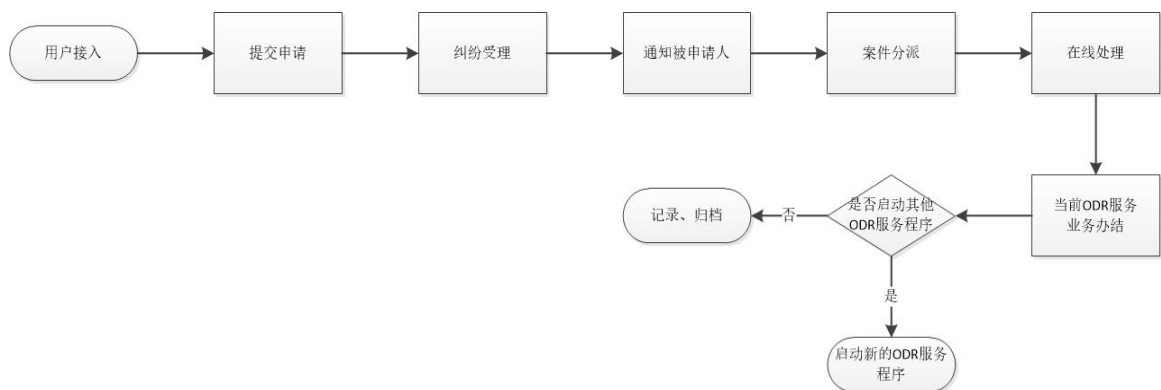 用户接入
提交申请
纠纷受理
通知被申请人
案件分派
在线处理
当前ODR服务
业务办结
是否启动其他
ODR服务程序
否
记录、归档
是
启动新的ODR服务
程序